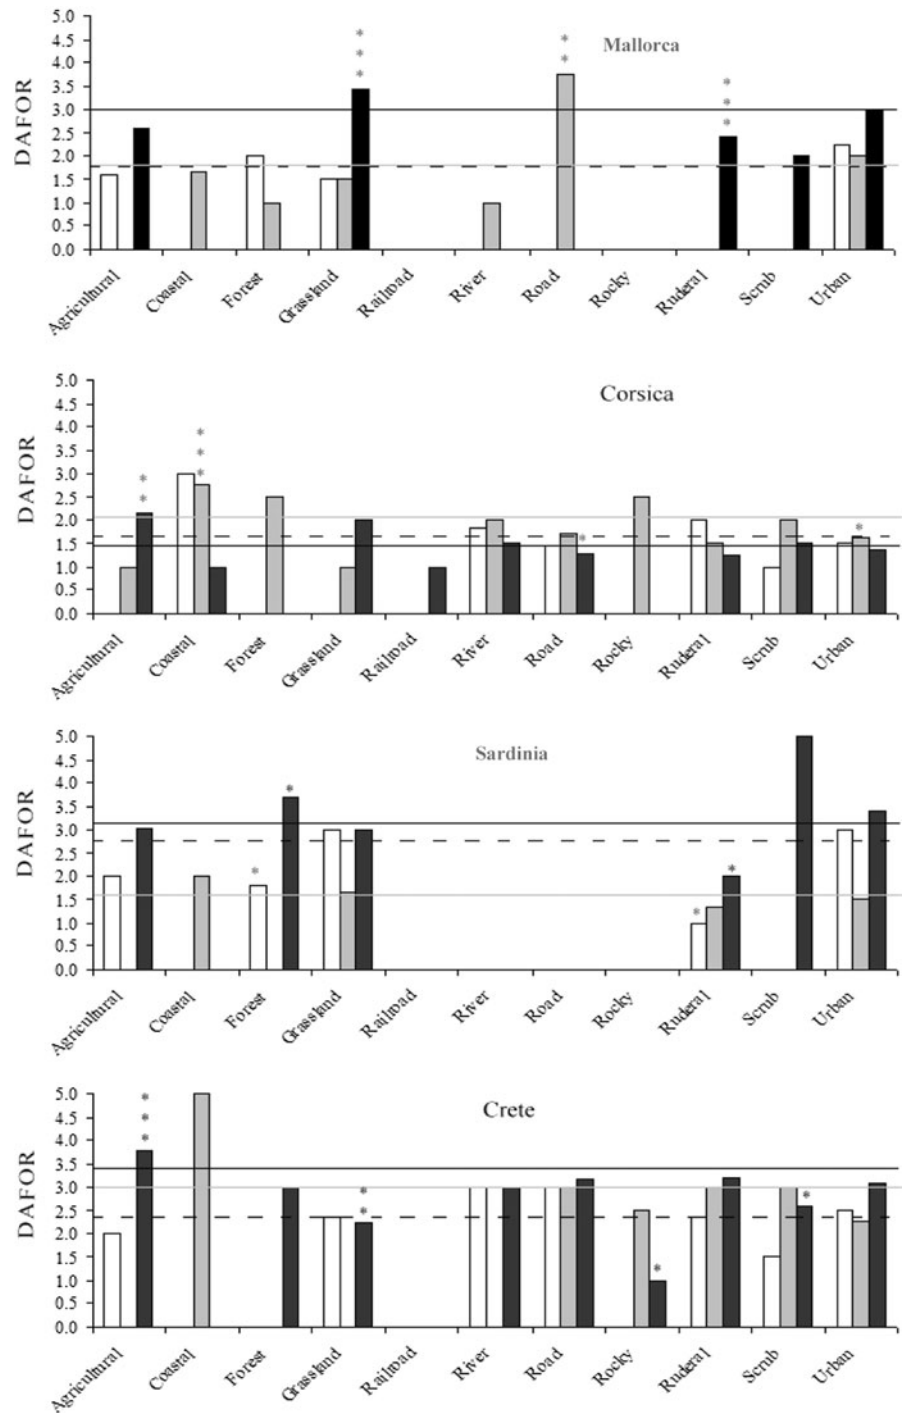 5.0
4.5
4.0
3.5
3.0
2.5
2.0
1.5
1.0
0.5
0.0
DAFOR
Mallorca
* * *
* *
* * *
Agricultural
Coastal
Forest
Grassland
Railroad
River
Road
Rocky
Ruderal
Scrub
Urban
5.0
4.5
4.0
3.5
3.0
2.5
2.0
1.5
1.0
0.5
0.0
DAFOR
Corsica
* *
* * *
*
*
Agricultural
Coastal
Forest
Grassland
Railroad
River
Road
Rocky
Ruderal
Scrub
Urban
5.0
4.5
4.0
3.5
3.0
2.5
2.0
1.5
1.0
0.5
0.0
DAFOR
Sardinia
*
*
*
*
Agricultural
Coastal
Forest
Grassland
Railroad
River
Road
Rocky
Ruderal
Scrub
Urban
5.0
4.5
4.0
3.5
3.0
2.5
2.0
1.5
1.0
0.5
0.0
DAFOR
Crete
* * *
* *
*
*
Agricultural
Coastal
Forest
Grassland
Railroad
River
Road
Rocky
Ruderal
Scrub
Urban